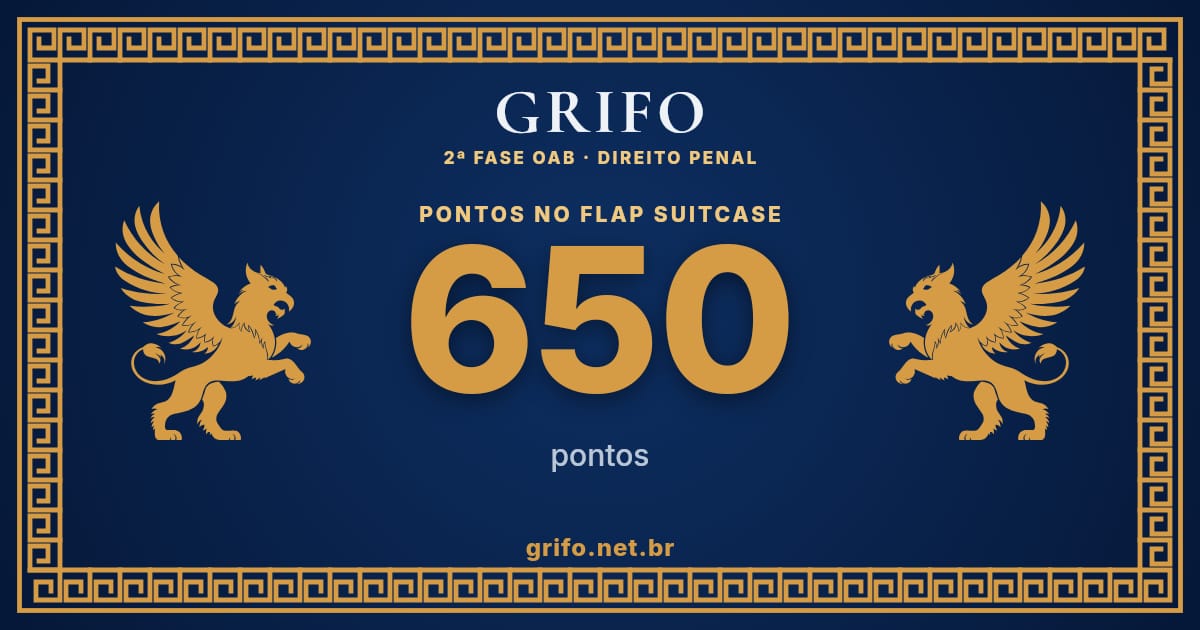 GRIFO
2ª FASE OAB · DIREITO PENAL
PONTOS NO FLAP SUITCASE
650
pontos
grifo.net.br